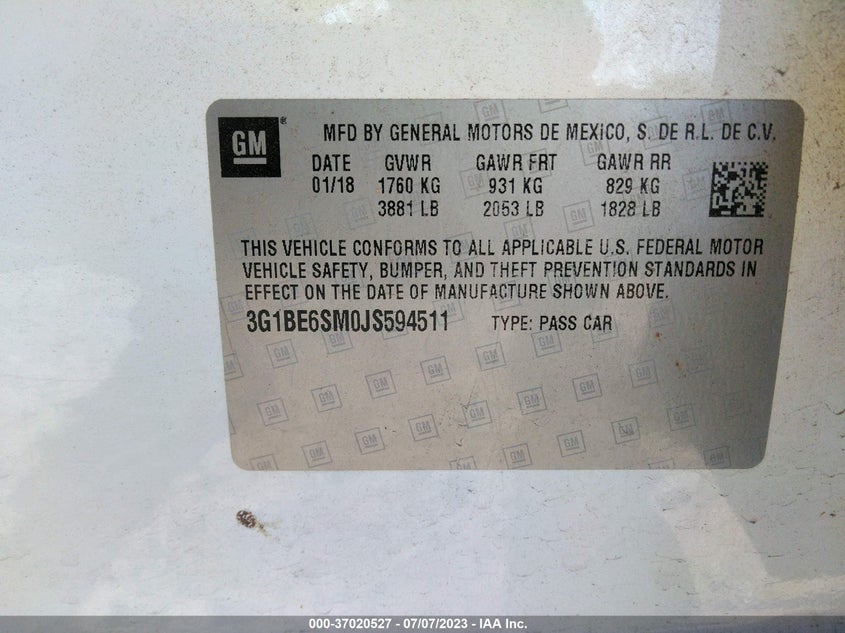 GM ®
MFD BY GENERAL MOTORS DE MEXICO, S. DE R.L. DE C.V.
DATE GVWR GAWR FRT GAWR RR
01/18 1760 KG 931 KG 829 KG
3881 LB 2053 LB 1828 LB
THIS VEHICLE CONFORMS TO ALL APPLICABLE U.S. FEDERAL MOTOR
VEHICLE SAFETY, BUMPER, AND THEFT PREVENTION STANDARDS IN
EFFECT ON THE DATE OF MANUFACTURE SHOWN ABOVE.
3G1BE6SM0JS594511 TYPE: PASS CAR
000-37020527 - 07/07/2023 - IAA Inc.